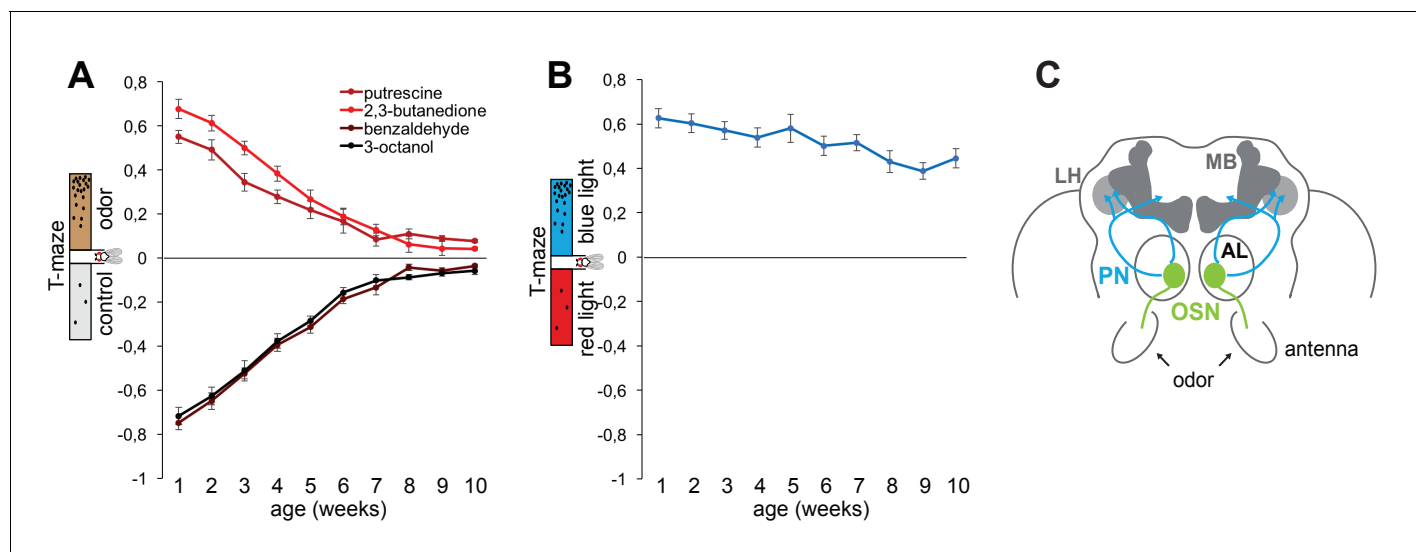 A
T-maze
control odor
0,8
0,6
0,4
0,2
0
-0,2
-0,4
-0,6
-0,8
-1
putrescine
2,3-butanedione
benzaldehyde
3-octanol
1 2 3 4 5 6 7 8 9 10
age (weeks)
B
T-maze
red light blue light
0,8
0,6
0,4
0,2
0
-0,2
-0,4
-0,6
-0,8
-1
1 2 3 4 5 6 7 8 9 10
age (weeks)
C
LH
MB
AL
PN
OSN
antenna
odor